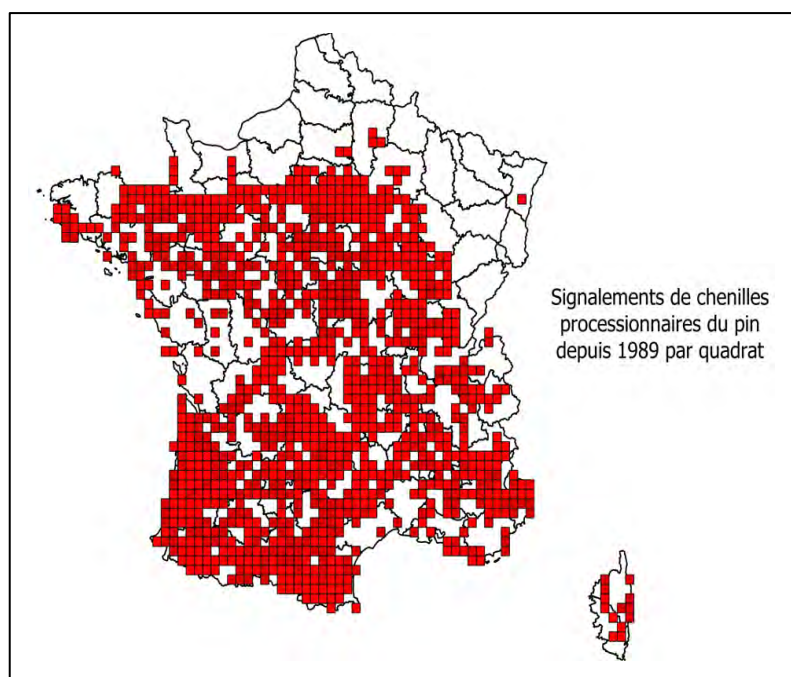 Signalements de chenilles
processionnaires du pin
depuis 1989 par quadrat